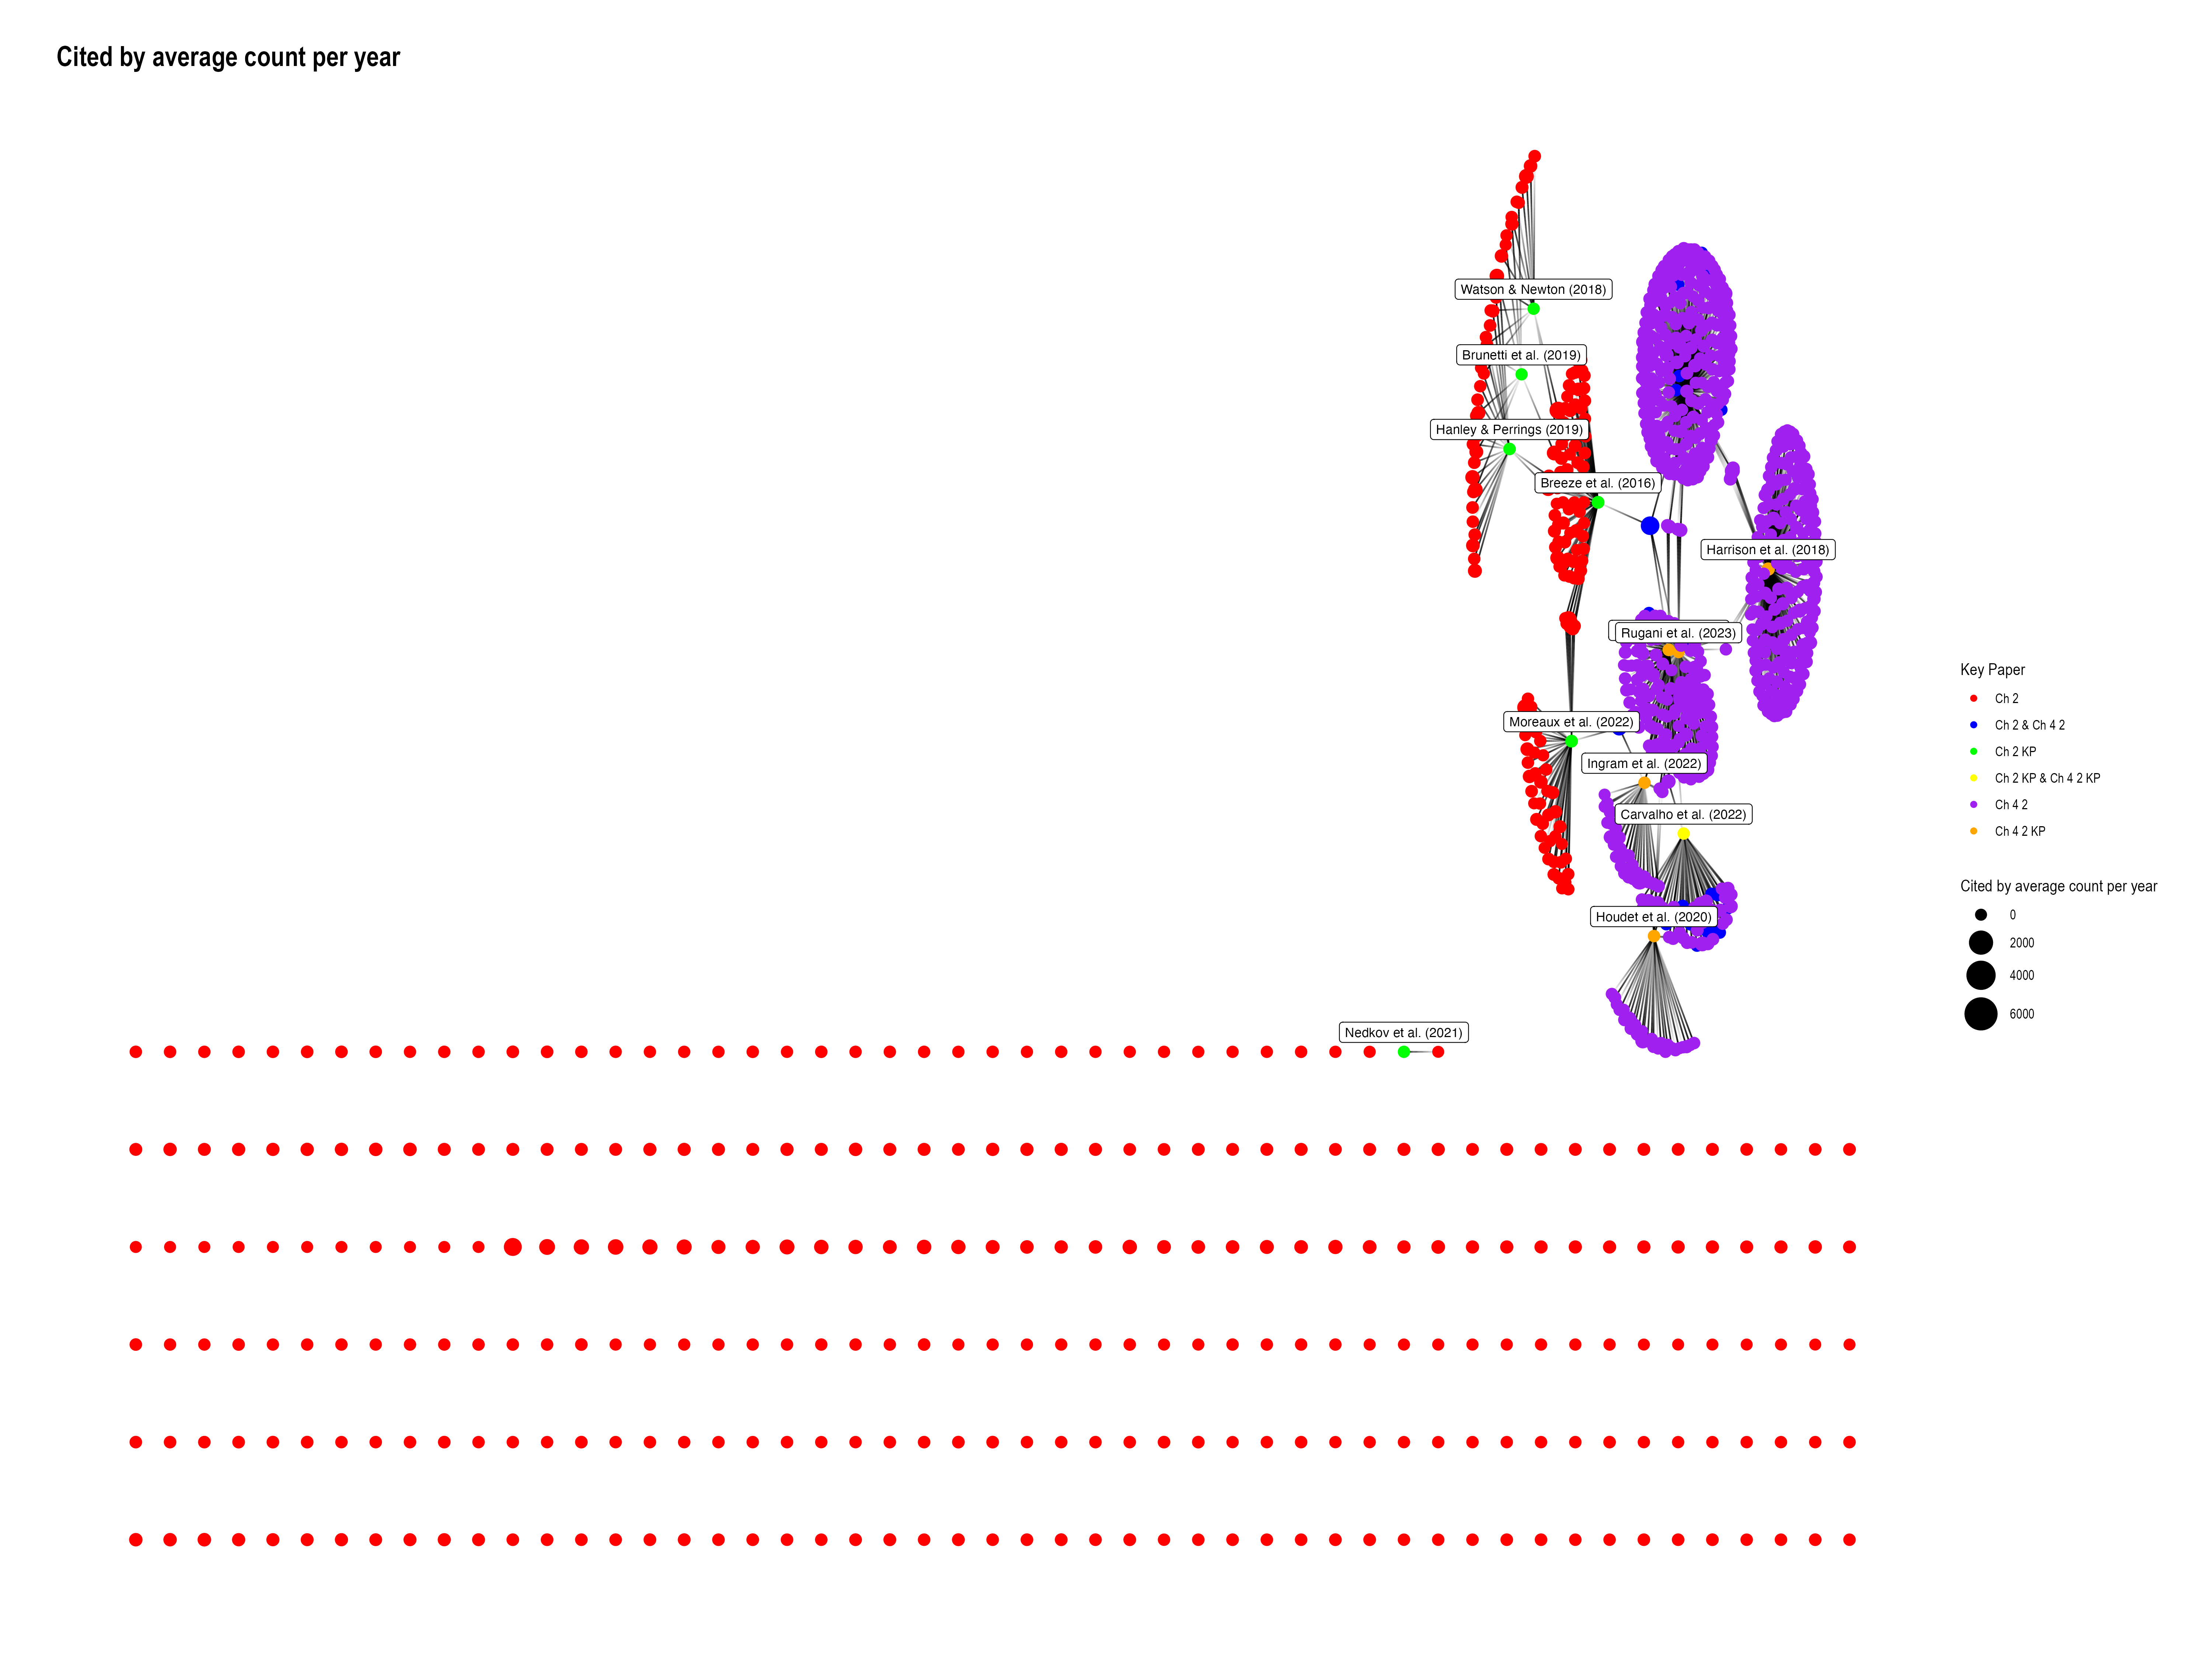 Cited by average count per year
Watson & Newton (2018)
Brunetti et al. (2019)
Hanley & Perrings (2019)
Breeze et al. (2016)
Harrison et al. (2018)
Rugani et al. (2023)
Moreaux et al. (2022)
Ingram et al. (2022)
Carvalho et al. (2022)
Houdet et al. (2020)
Nedkov et al. (2021)
Key Paper
Ch 2
Ch 2 & Ch 4 2
Ch 2 KP
Ch 2 KP & Ch 4 2 KP
Ch 4 2
Ch 4 2 KP
Cited by average count per year
0
2000
4000
6000